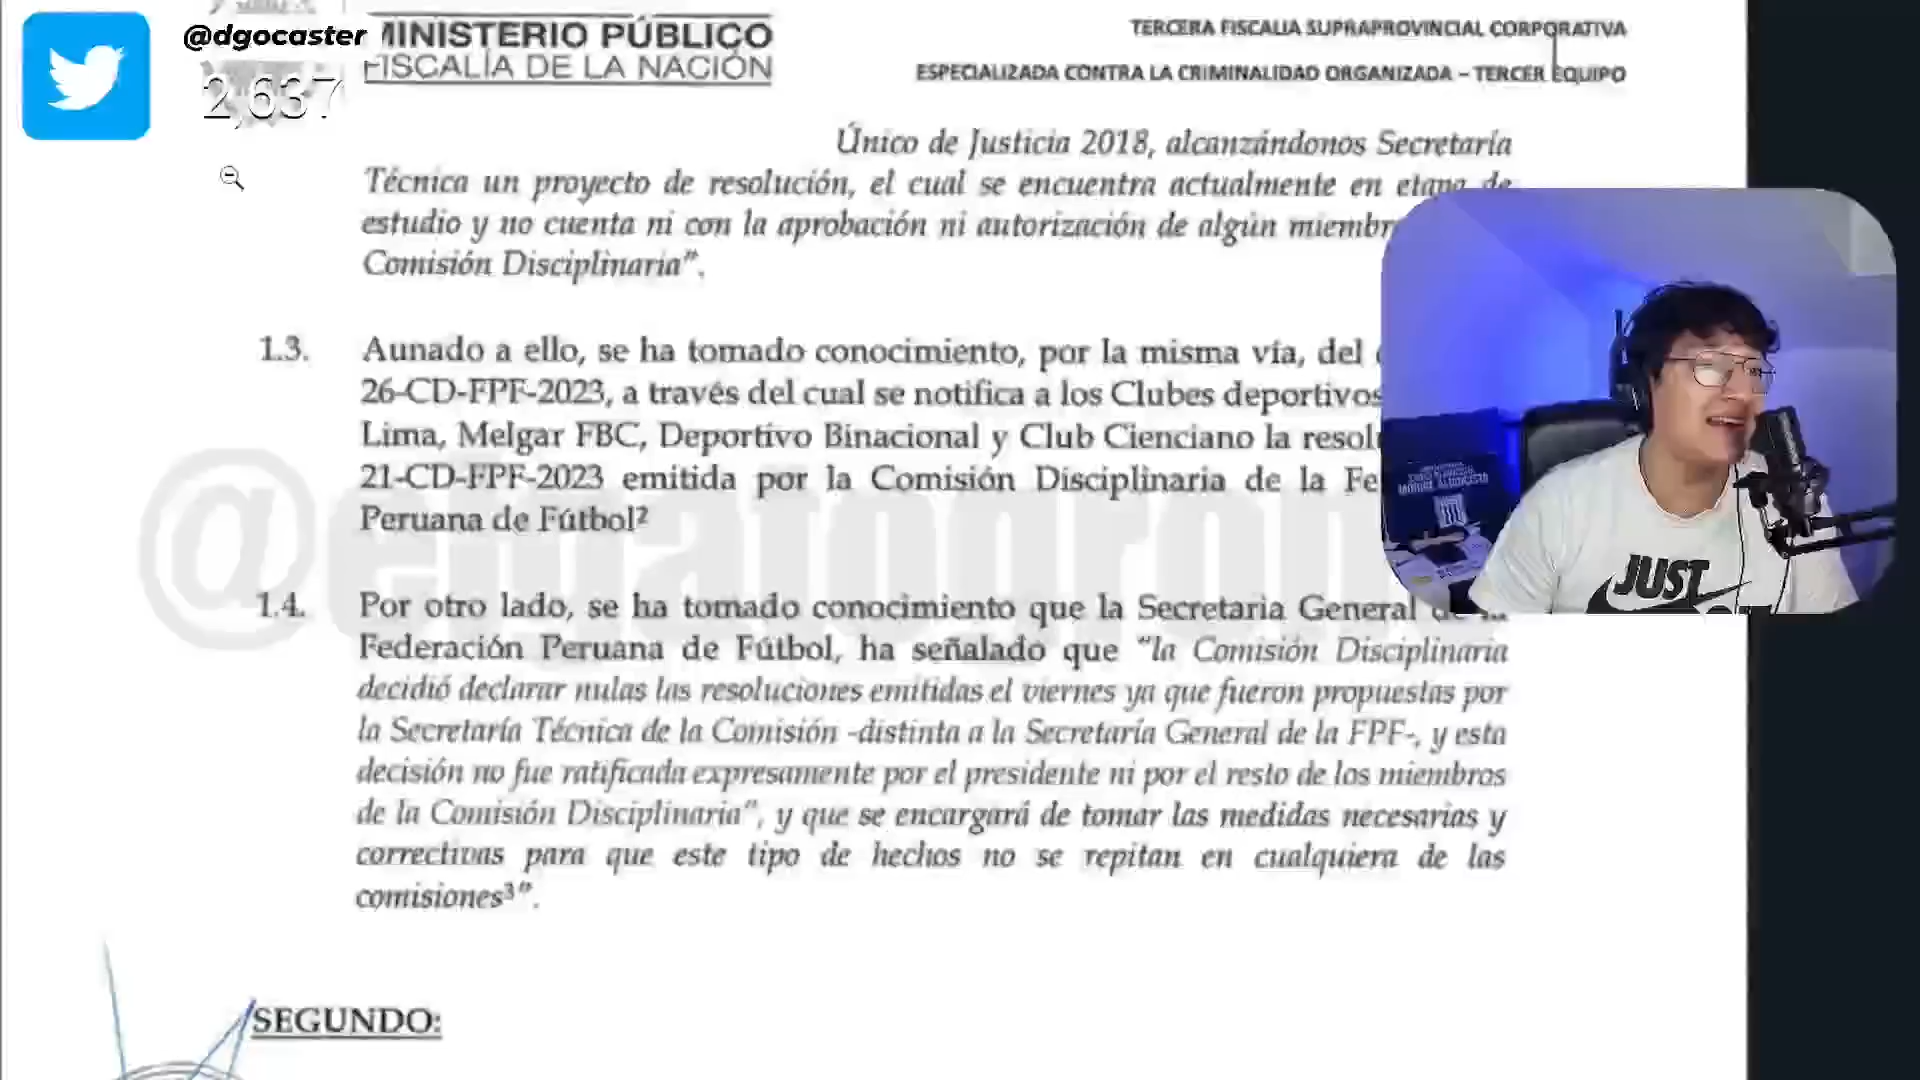 @dgocaster
2,637
MINISTERIO PÚBLICO
FISCALÍA DE LA NACIÓN
TERCERA FISCALIA SUPRAPROVINCIAL CORPORATIVA
ESPECIALIZADA CONTRA LA CRIMINALIDAD ORGANIZADA – TERCER EQUIPO
Único de Justicia 2018, alcanzándonos Secretaría
Técnica un proyecto de resolución, el cual se encuentra actualmente en etapa de
estudio y no cuenta ni con la aprobación ni autorización de algún
Comisión Disciplinaria”.
1.3. Aunado a ello, se ha tomado conocimiento, por la misma vía, del
26-CD-FPF-2023, a través del cual se notifica a los Clubes deportivos
Lima, Melgar FBC, Deportivo Binacional y Club Cienciano la
21-CD-FPF-2023 emitida por la Comisión Disciplinaria de la
Peruana de Fútbol²
1.4. Por otro lado, se ha tomado conocimiento que la Secretaria General de la
Federación Peruana de Fútbol, ha señalado que “la Comisión Disciplinaria
decidió declarar nulas las resoluciones emitidas el viernes ya que fueron propuestas por
la Secretaría Técnica de la Comisión -distinta a la Secretaría General de la FPF-, y esta
decisión no fue ratificada expresamente por el presidente ni por el resto de los miembros
de la Comisión Disciplinaria”, y que se encargará de tomar las medidas necesarias y
correctivas para que este tipo de hechos no se repitan en cualquiera de las
comisiones³”.
SEGUNDO:
JUST